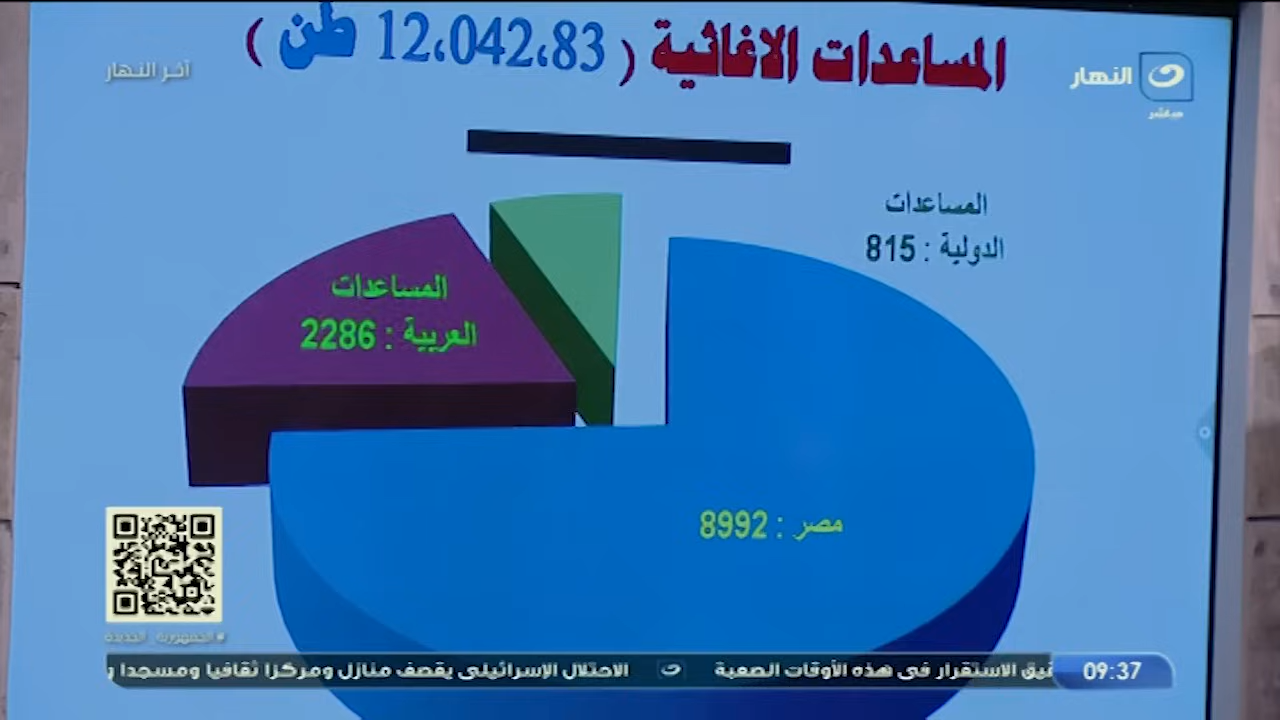 المساعدات الاغاثية ( 12،042،83 طن )
النهار
مباشر
آخر النهار
المساعدات
الدولية : 815
المساعدات
العربية : 2286
مصر : 8992
#الجمهورية_الجديدة
09:37
الاستقرار فى هذه الأوقات الصعبة
الاحتلال الإسرائيلى يقصف منازل ومركزا ثقافيا ومسجدا و